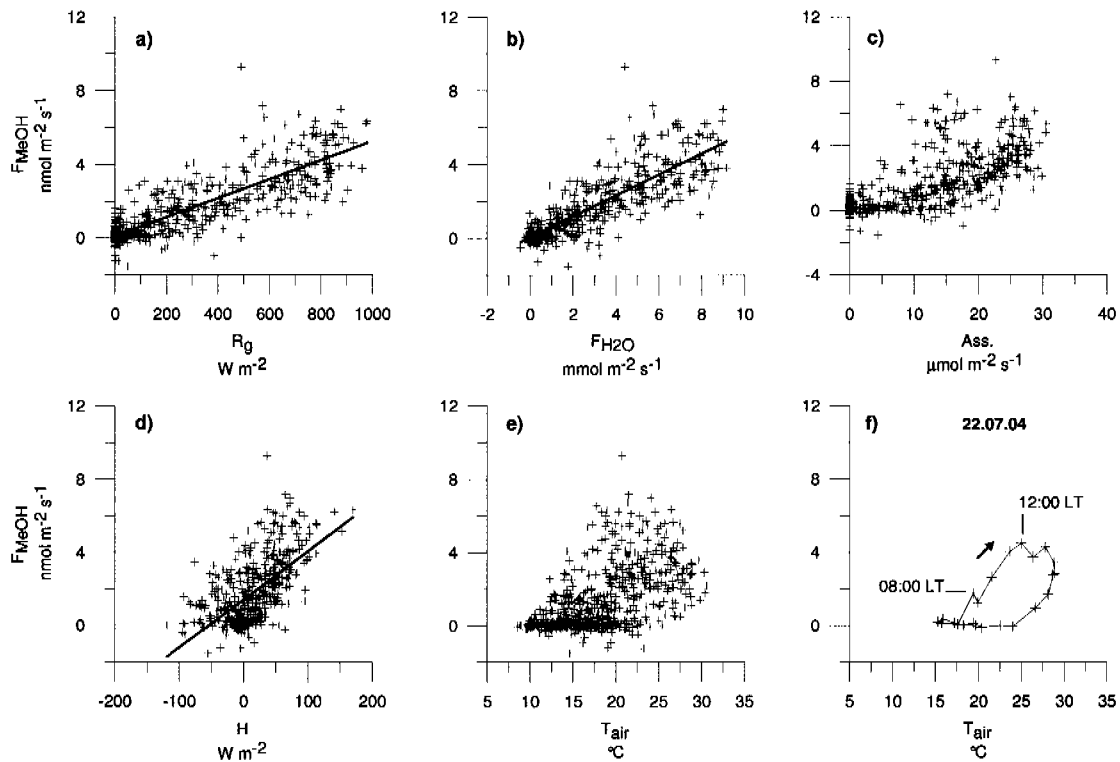 a)
12
8
4
0
F_MeOH
nmol m⁻² s⁻¹
0 200 400 600 800 1000
R_g
W m⁻²
b)
12
8
4
0
-2 0 2 4 6 8 10
F_H2O
mmol m⁻² s⁻¹
c)
12
8
4
0
-4
0 10 20 30 40
Ass.
µmol m⁻² s⁻¹
d)
12
8
4
0
F_MeOH
nmol m⁻² s⁻¹
-200 -100 0 100 200
H
W m⁻²
e)
12
8
4
0
5 10 15 20 25 30 35
T_air
°C
f)
22.07.04
12
8
4
0
12:00 LT
08:00 LT
5 10 15 20 25 30 35
T_air
°C